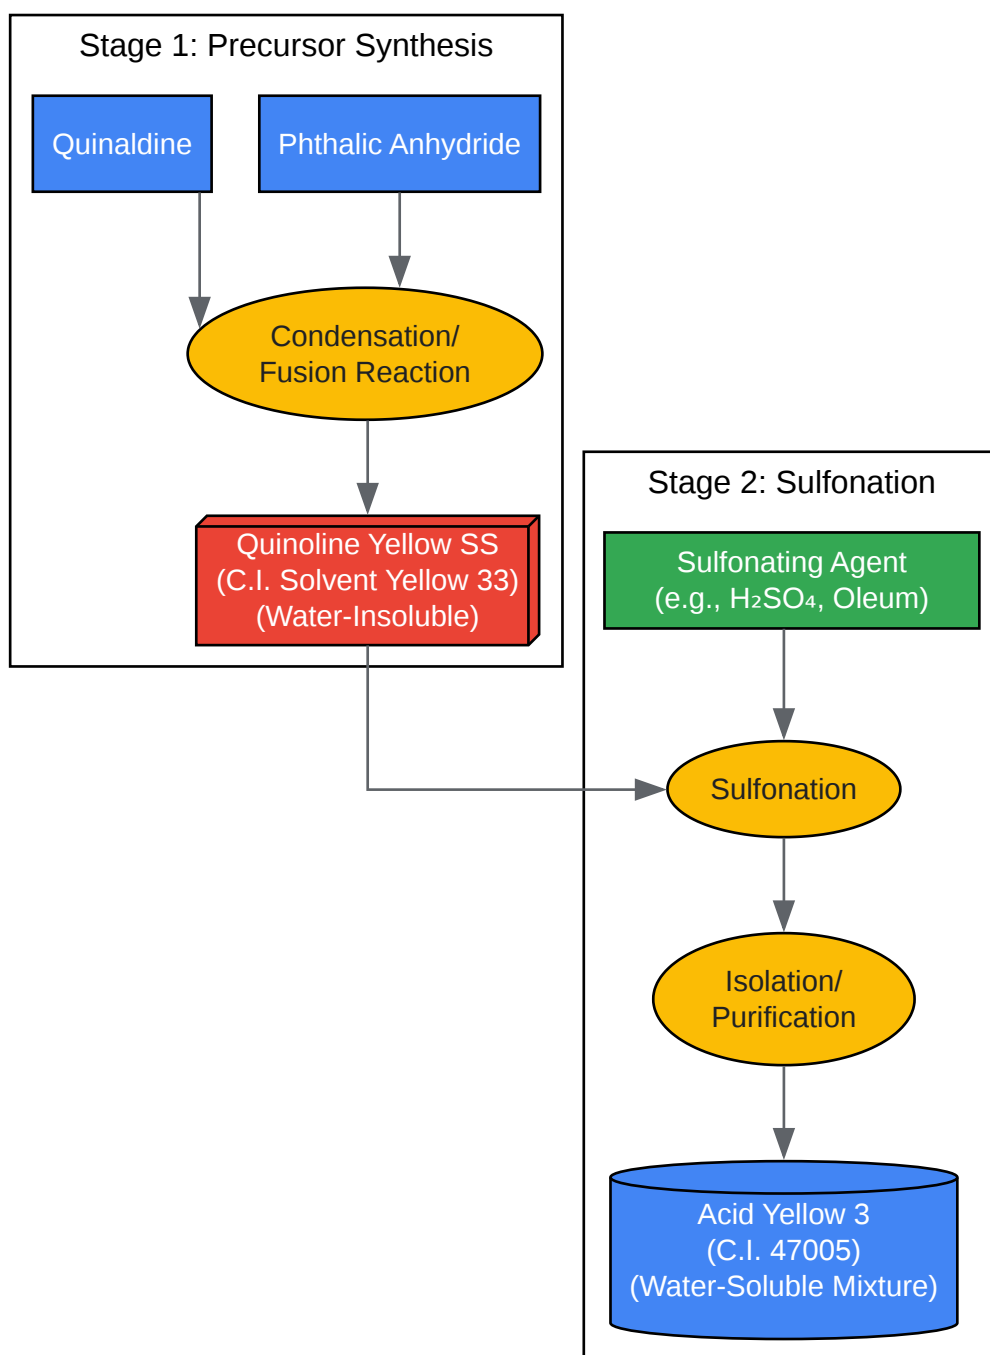 Stage 1: Precursor Synthesis
Quinaldine
Phthalic Anhydride
Condensation/
Fusion Reaction
Quinoline Yellow SS
(C.I. Solvent Yellow 33)
(Water-Insoluble)
Stage 2: Sulfonation
Sulfonating Agent
(e.g., H₂SO₄, Oleum)
Sulfonation
Isolation/
Purification
Acid Yellow 3
(C.I. 47005)
(Water-Soluble Mixture)